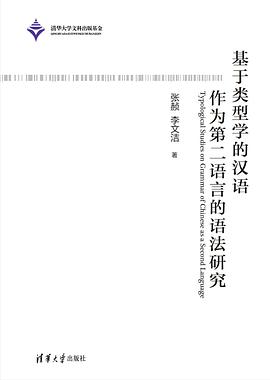 清华大学文科出版基金
基于类型学的汉语
作为第二语言的语法研究
Typological Studies on Grammar of Chinese as a Second Language
张赪 李文洁 著
清华大学出版社